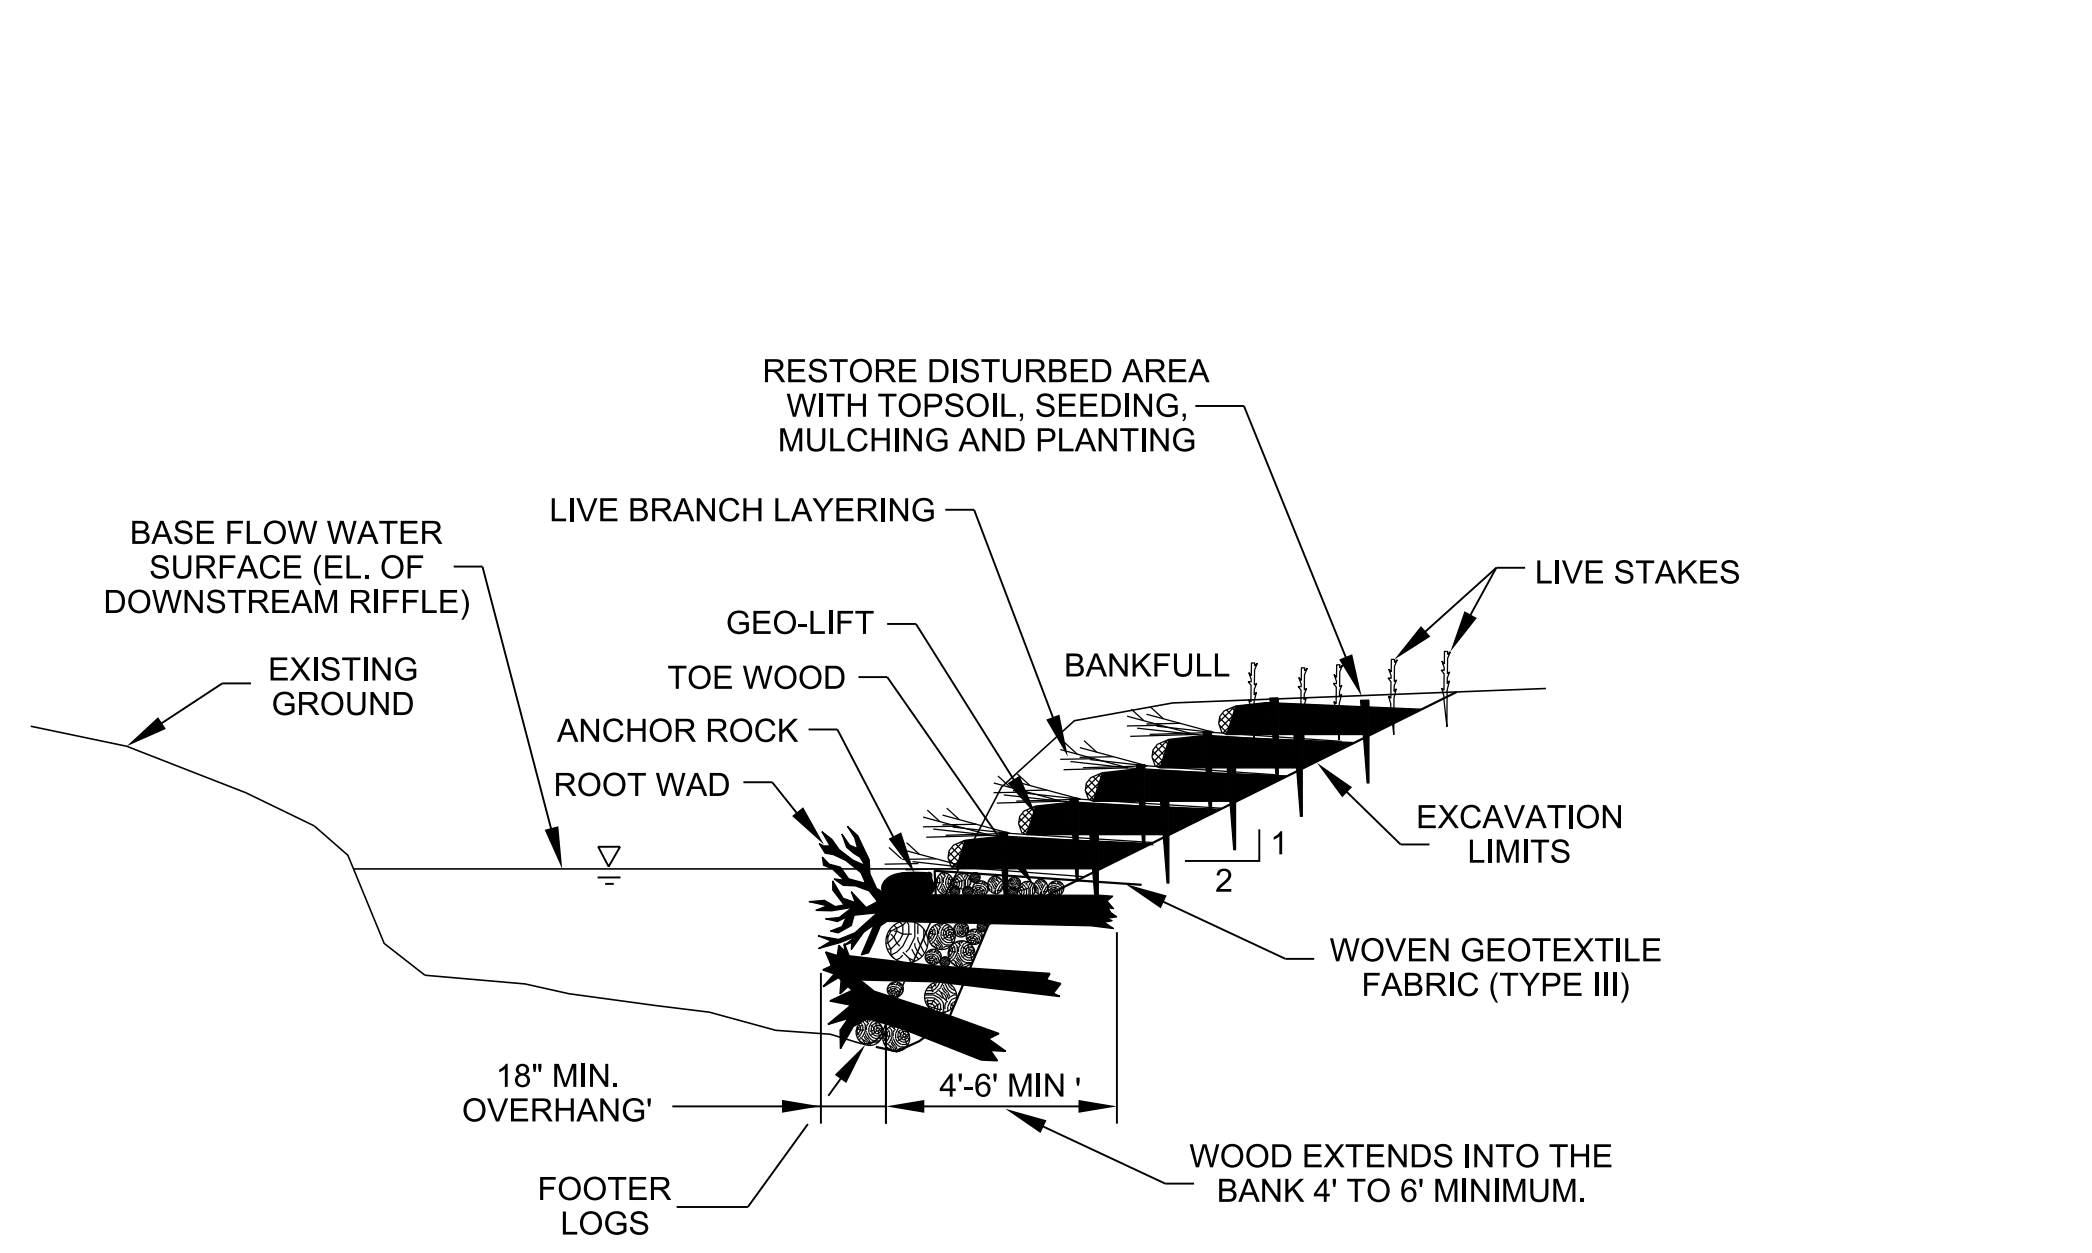 RESTORE DISTURBED AREA
WITH TOPSOIL, SEEDING,
MULCHING AND PLANTING
LIVE BRANCH LAYERING
BASE FLOW WATER
SURFACE (EL. OF
DOWNSTREAM RIFFLE)
LIVE STAKES
GEO-LIFT
BANKFULL
TOE WOOD
EXISTING
GROUND
ANCHOR ROCK
ROOT WAD
EXCAVATION
LIMITS
1
2
WOVEN GEOTEXTILE
FABRIC (TYPE III)
18" MIN.
OVERHANG'
4'-6' MIN '
WOOD EXTENDS INTO THE
BANK 4' TO 6' MINIMUM.
FOOTER
LOGS